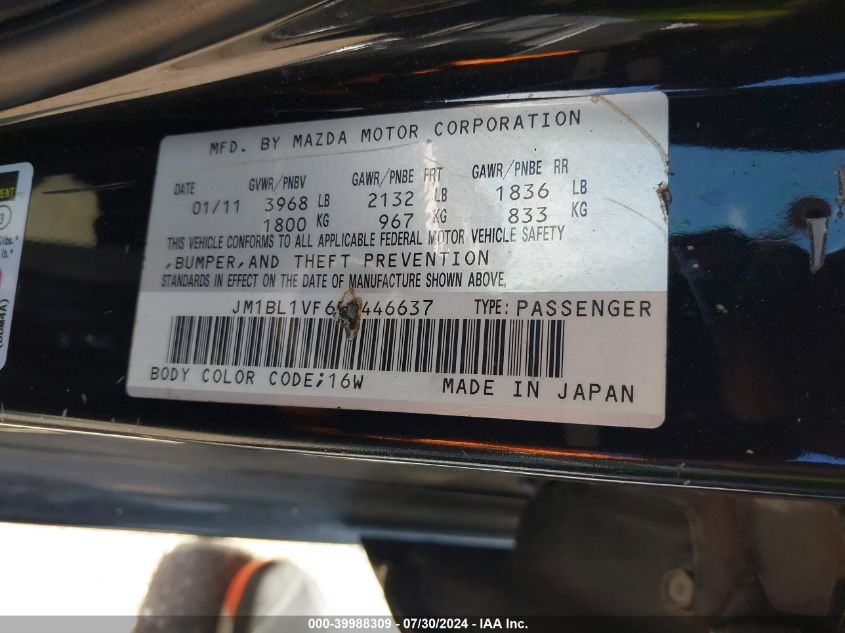 MFD. BY MAZDA MOTOR CORPORATION
DATE GVWR/PNBV GAWR/PNBE FRT GAWR/PNBE RR
01/11 3968 LB 2132 LB 1836 LB
1800 KG 967 KG 833 KG
THIS VEHICLE CONFORMS TO ALL APPLICABLE FEDERAL MOTOR VEHICLE SAFETY
,BUMPER,AND THEFT PREVENTION
STANDARDS IN EFFECT ON THE DATE OF MANUFACTURE SHOWN ABOVE.
TYPE:PASSENGER
BODY COLOR CODE;16W MADE IN JAPAN
000-39988309 / 07/30/2024 - IAA Inc.